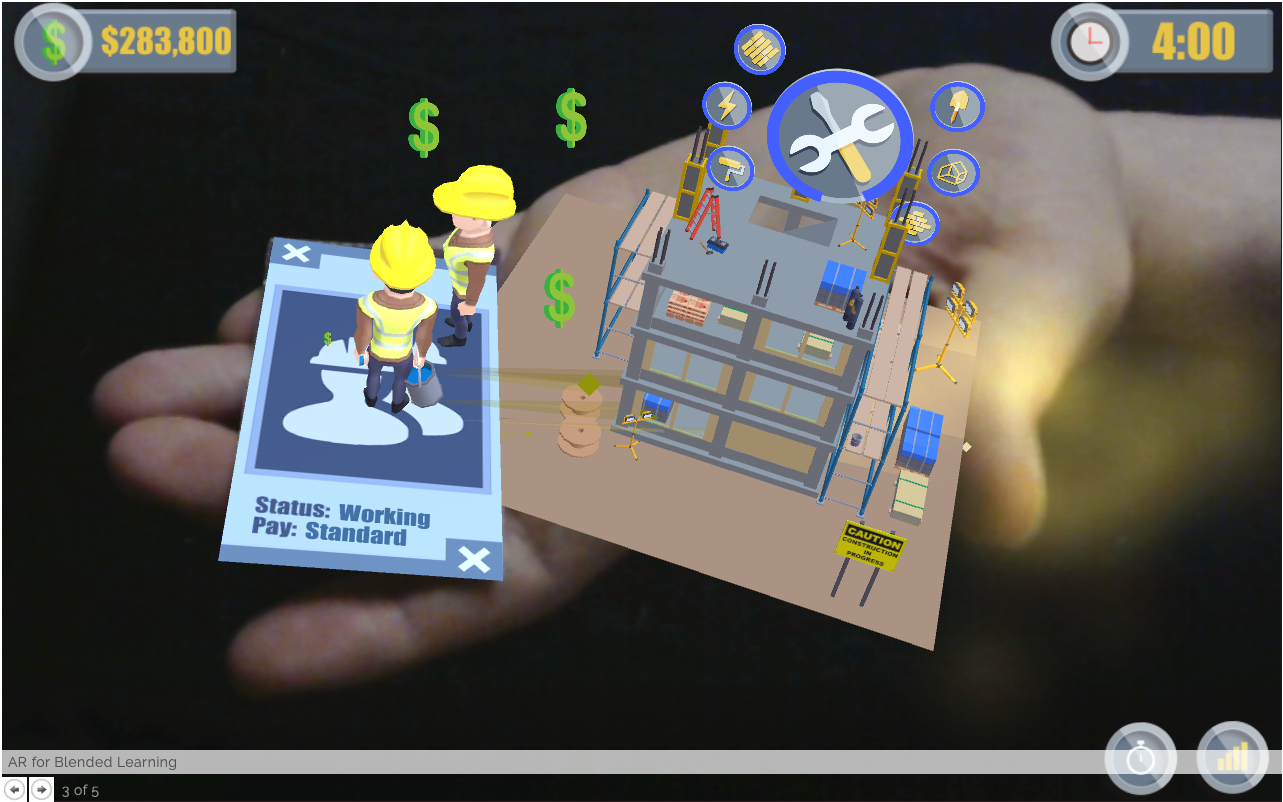 $283,800
4:00
Status: Working
Pay: Standard
CAUTION
CONSTRUCTION
IN
PROGRESS
AR for Blended Learning
3 of 5